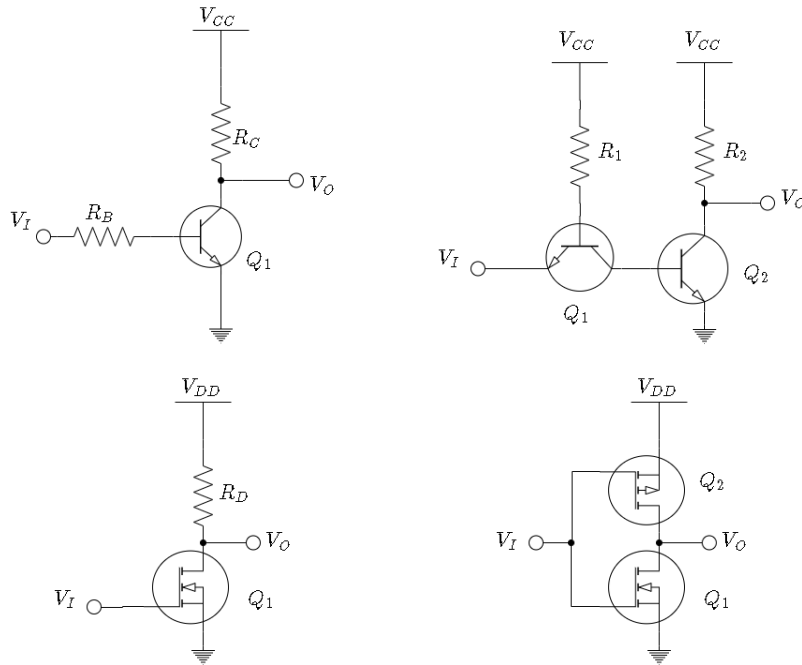 V_CC
R_C
V_O
V_I
R_B
Q_1
V_CC
V_CC
R_1
R_2
V_O
V_I
Q_2
Q_1
V_DD
R_D
V_O
V_I
Q_1
V_DD
Q_2
V_I
V_O
Q_1